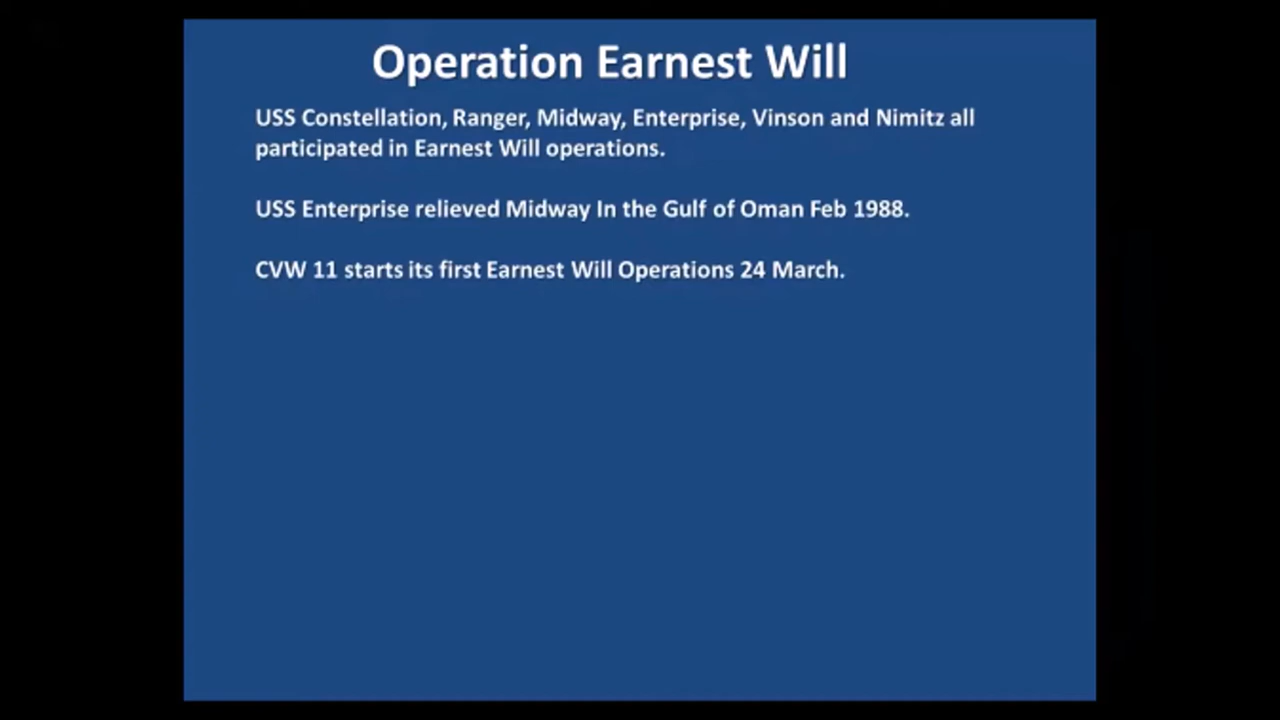 Operation Earnest Will
USS Constellation, Ranger, Midway, Enterprise, Vinson and Nimitz all
participated in Earnest Will operations.
USS Enterprise relieved Midway In the Gulf of Oman Feb 1988.
CVW 11 starts its first Earnest Will Operations 24 March.